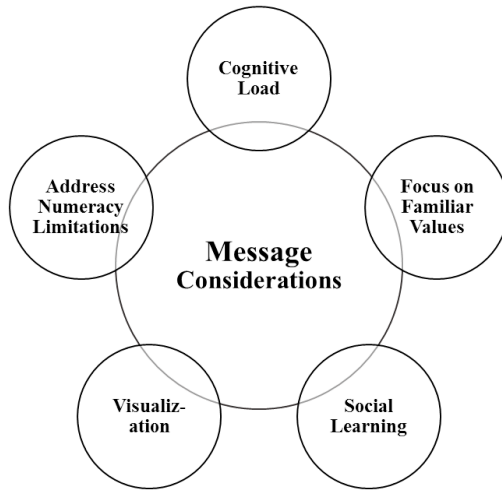 Cognitive
Load
Address
Numeracy
Limitations
Focus on
Familiar
Values
Message
Considerations
Visualiz-
ation
Social
Learning